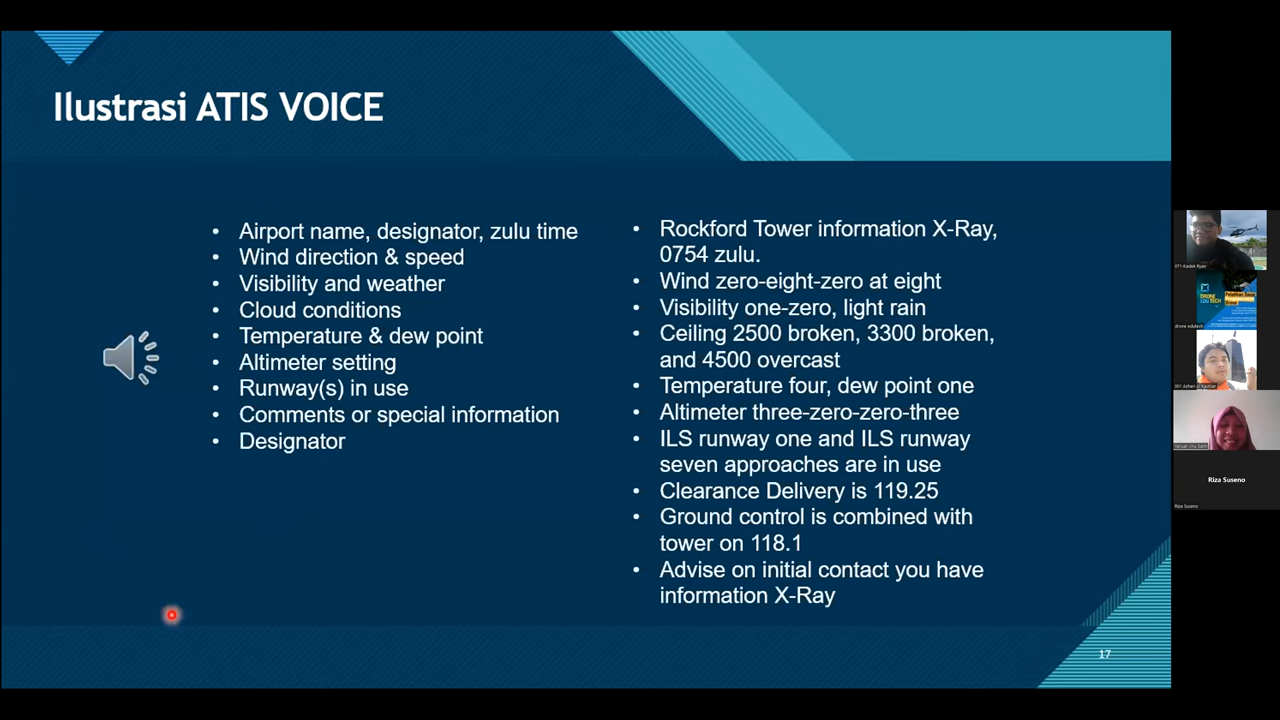 Ilustrasi ATIS VOICE
• Airport name, designator, zulu time
• Wind direction & speed
• Visibility and weather
• Cloud conditions
• Temperature & dew point
• Altimeter setting
• Runway(s) in use
• Comments or special information
• Designator
• Rockford Tower information X-Ray,
0754 zulu.
• Wind zero-eight-zero at eight
• Visibility one-zero, light rain
• Ceiling 2500 broken, 3300 broken,
and 4500 overcast
• Temperature four, dew point one
• Altimeter three-zero-zero-three
• ILS runway one and ILS runway
seven approaches are in use
• Clearance Delivery is 119.25
• Ground control is combined with
tower on 118.1
• Advise on initial contact you have
information X-Ray
17
drone edutech
Riza Suseno
Riza Suseno